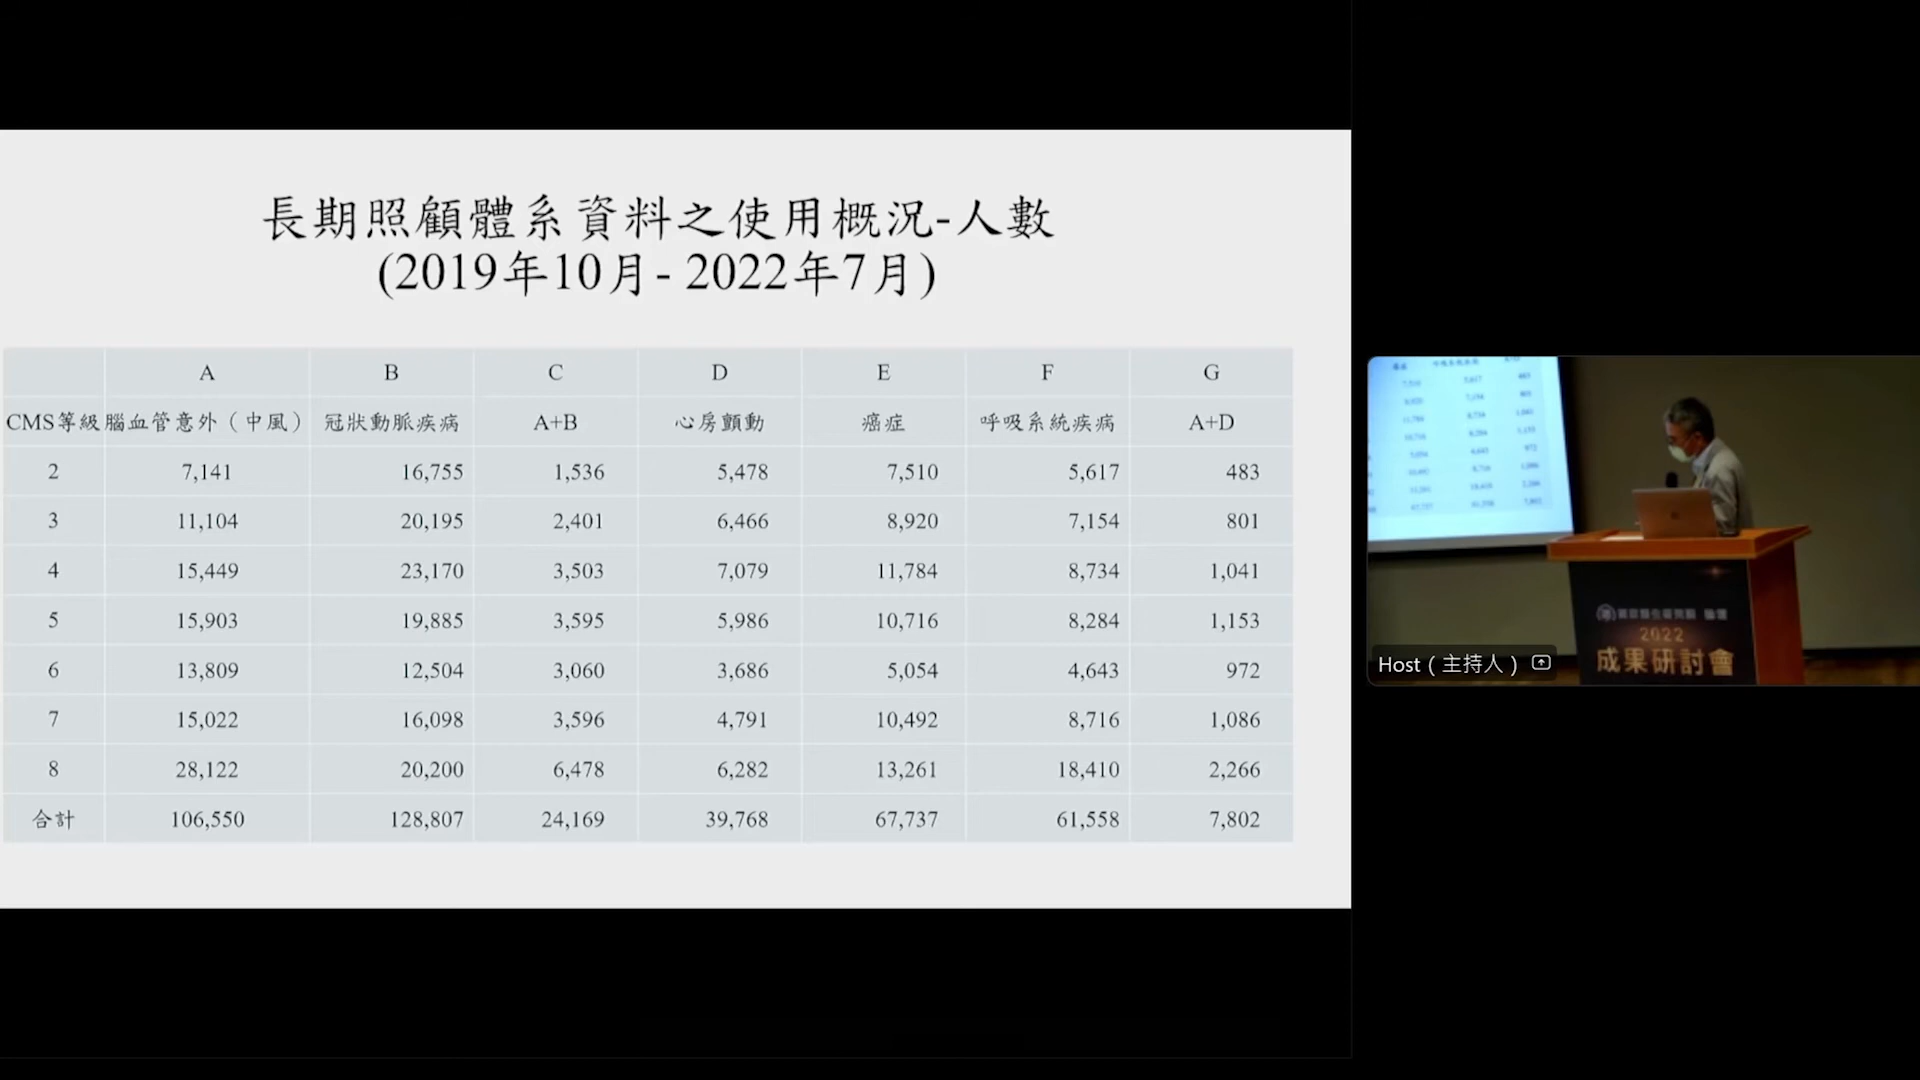 長期照顧體系資料之使用概況-人數
(2019年10月- 2022年7月)
A B C D E F G
CMS等級 腦血管意外（中風） 冠狀動脈疾病 A+B 心房顫動 癌症 呼吸系統疾病 A+D
2 7,141 16,755 1,536 5,478 7,510 5,617 483
3 11,104 20,195 2,401 6,466 8,920 7,154 801
4 15,449 23,170 3,503 7,079 11,784 8,734 1,041
5 15,903 19,885 3,595 5,986 10,716 8,284 1,153
6 13,809 12,504 3,060 3,686 5,054 4,643 972
7 15,022 16,098 3,596 4,791 10,492 8,716 1,086
8 28,122 20,200 6,478 6,282 13,261 18,410 2,266
合計 106,550 128,807 24,169 39,768 67,737 61,558 7,802
2022
成果研討會
Host（主持人）